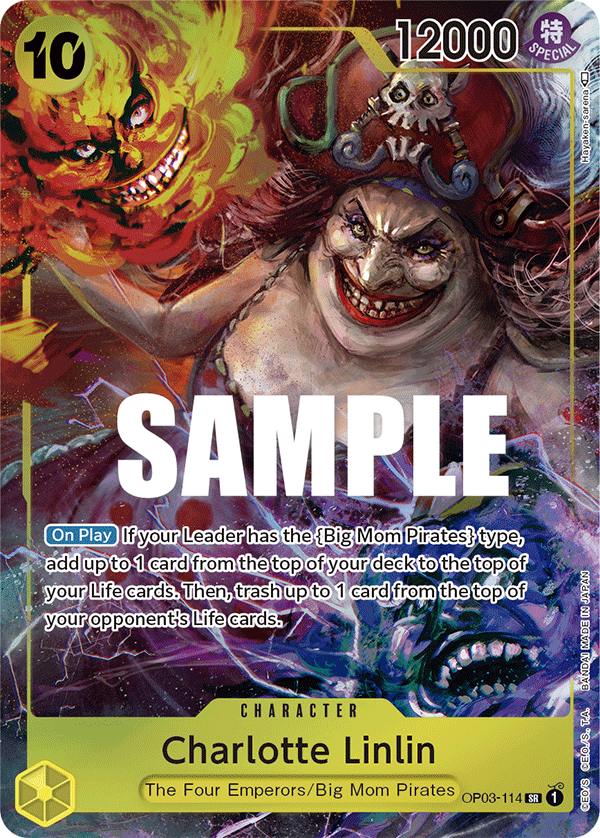 10
12000
特
SPECIAL
Hayaken-sarena
SAMPLE
On Play If your Leader has the {Big Mom Pirates} type,
add up to 1 card from the top of your deck to the top of
your Life cards. Then, trash up to 1 card from the top of
your opponent's Life cards.
©EO/S ©E.O./S., T.A. BANDAI MADE IN JAPAN
CHARACTER
Charlotte Linlin
The Four Emperors/Big Mom Pirates
OP03-114 SR 1